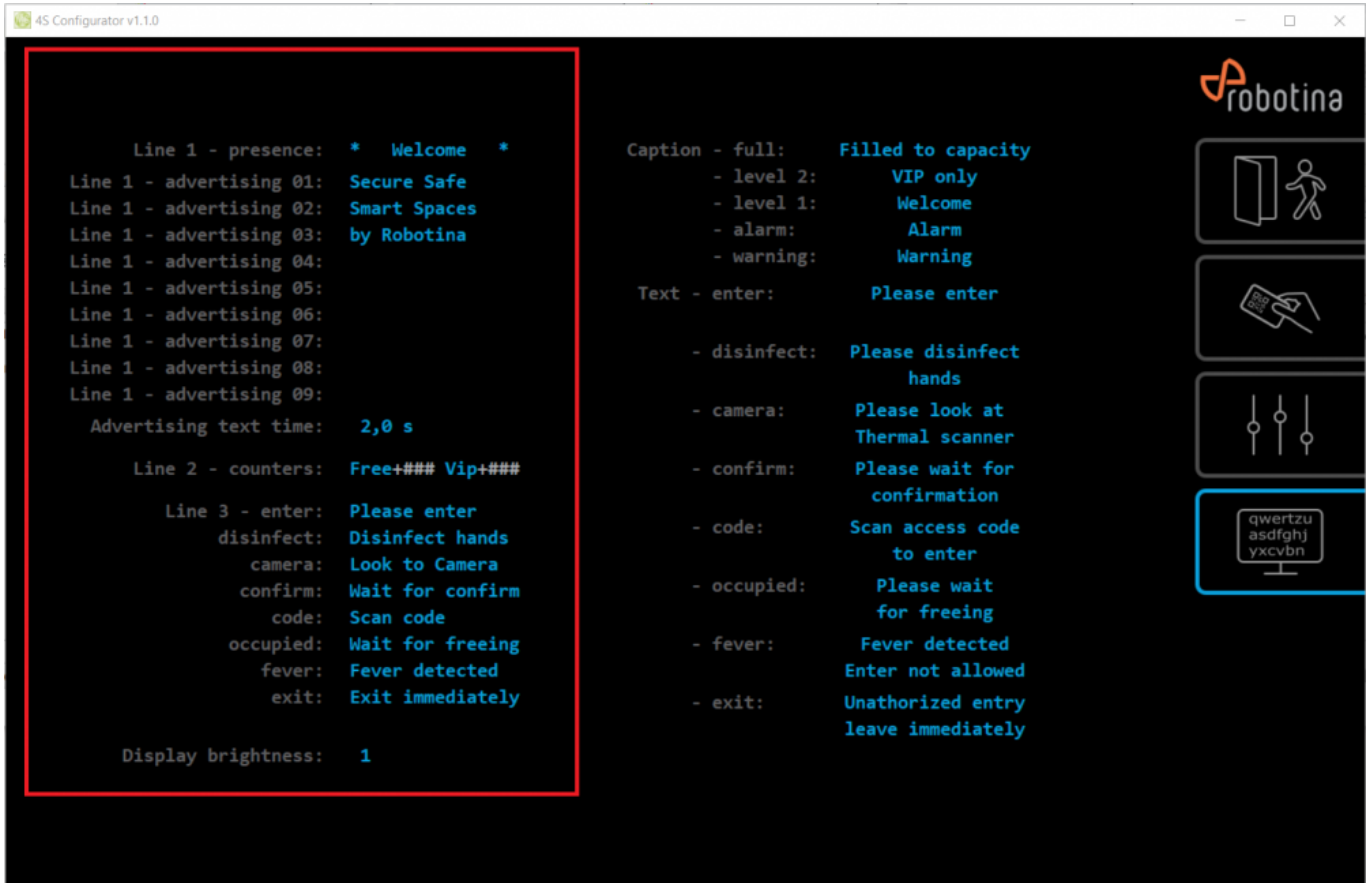 4S Configurator v1.1.0
robotina
Line 1 - presence: * Welcome *
Line 1 - advertising 01: Secure Safe
Line 1 - advertising 02: Smart Spaces
Line 1 - advertising 03: by Robotina
Line 1 - advertising 04:
Line 1 - advertising 05:
Line 1 - advertising 06:
Line 1 - advertising 07:
Line 1 - advertising 08:
Line 1 - advertising 09:
Advertising text time: 2,0 s
Line 2 - counters: Free+### Vip+###
Line 3 - enter: Please enter
disinfect: Disinfect hands
camera: Look to Camera
confirm: Wait for confirm
code: Scan code
occupied: Wait for freeing
fever: Fever detected
exit: Exit immediately
Display brightness: 1
Caption - full: Filled to capacity
- level 2: VIP only
- level 1: Welcome
- alarm: Alarm
- warning: Warning
Text - enter: Please enter
- disinfect: Please disinfect
hands
- camera: Please look at
Thermal scanner
- confirm: Please wait for
confirmation
- code: Scan access code
to enter
- occupied: Please wait
for freeing
- fever: Fever detected
Enter not allowed
- exit: Unathorized entry
leave immediately
qwertzu
asdfghj
yxcvbn